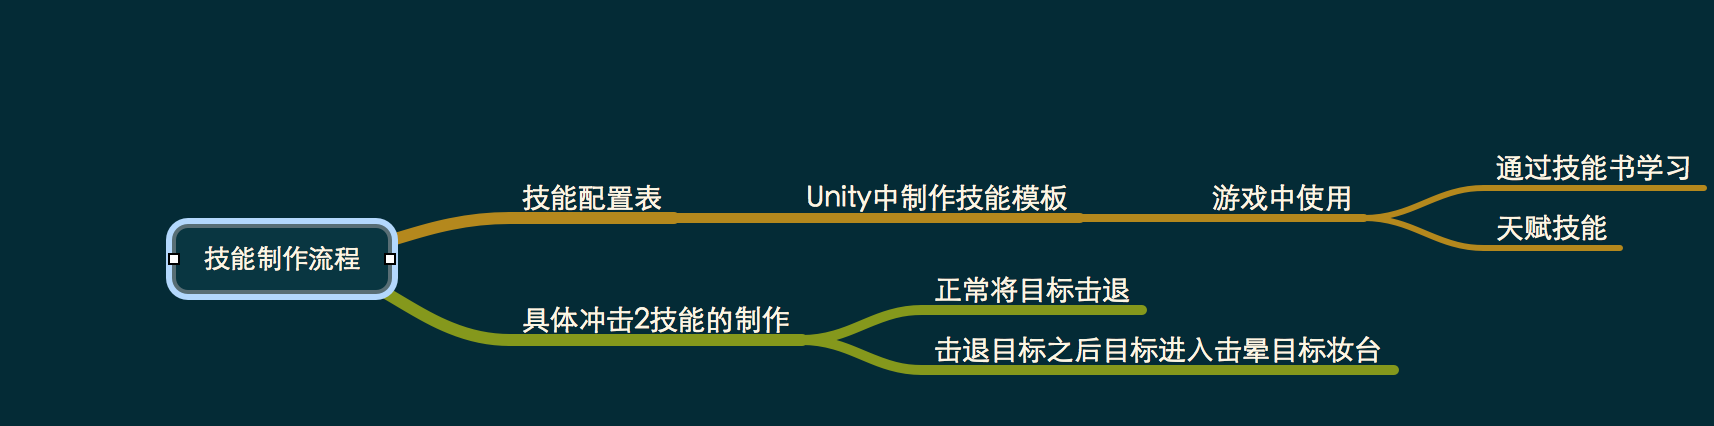 技能制作流程
技能配置表
Unity中制作技能模板
游戏中使用
通过技能书学习
天赋技能
具体冲击2技能的制作
正常将目标击退
击退目标之后目标进入击晕目标妆台